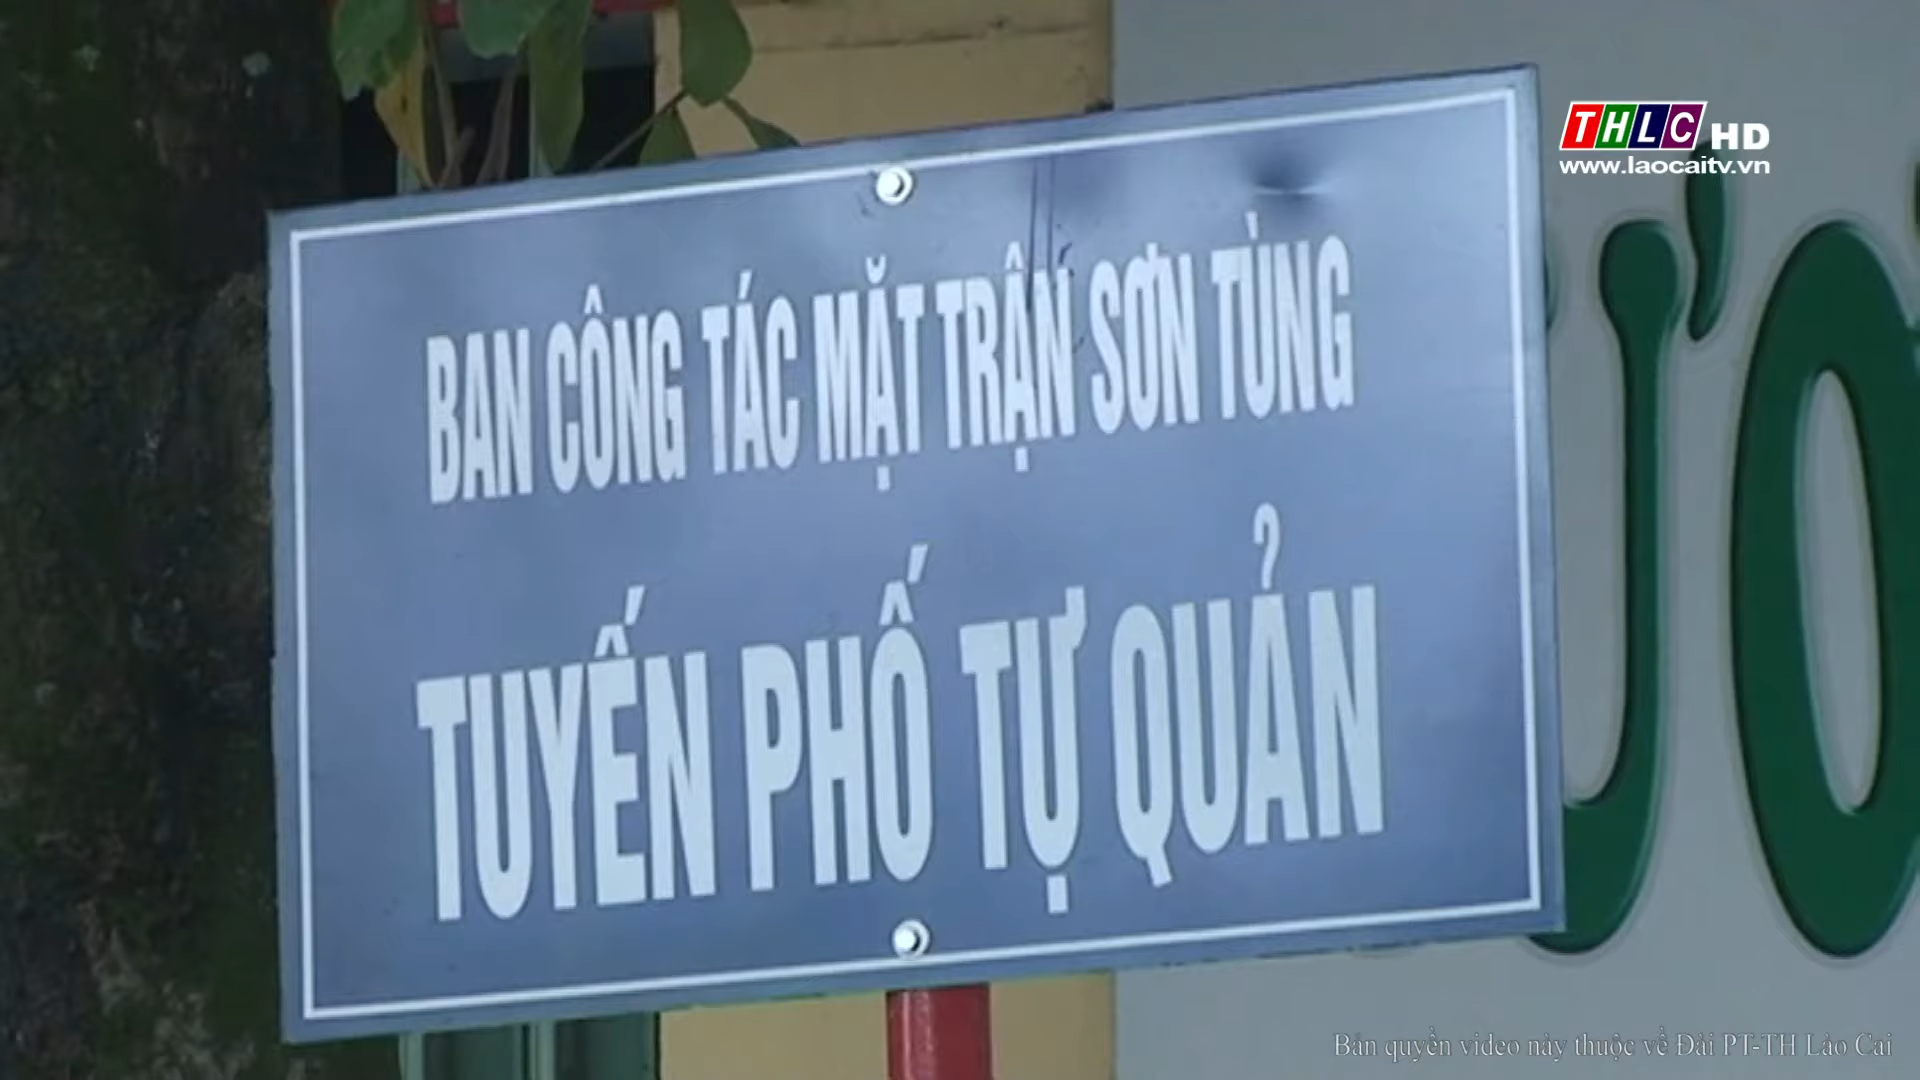 THLC HD
www.laocaitv.vn
BAN CÔNG TÁC MẶT TRẬN SƠN TÙNG
TUYẾN PHỐ TỰ QUẢN
Bản quyền video này thuộc về Đài PT-TH Lào Cai